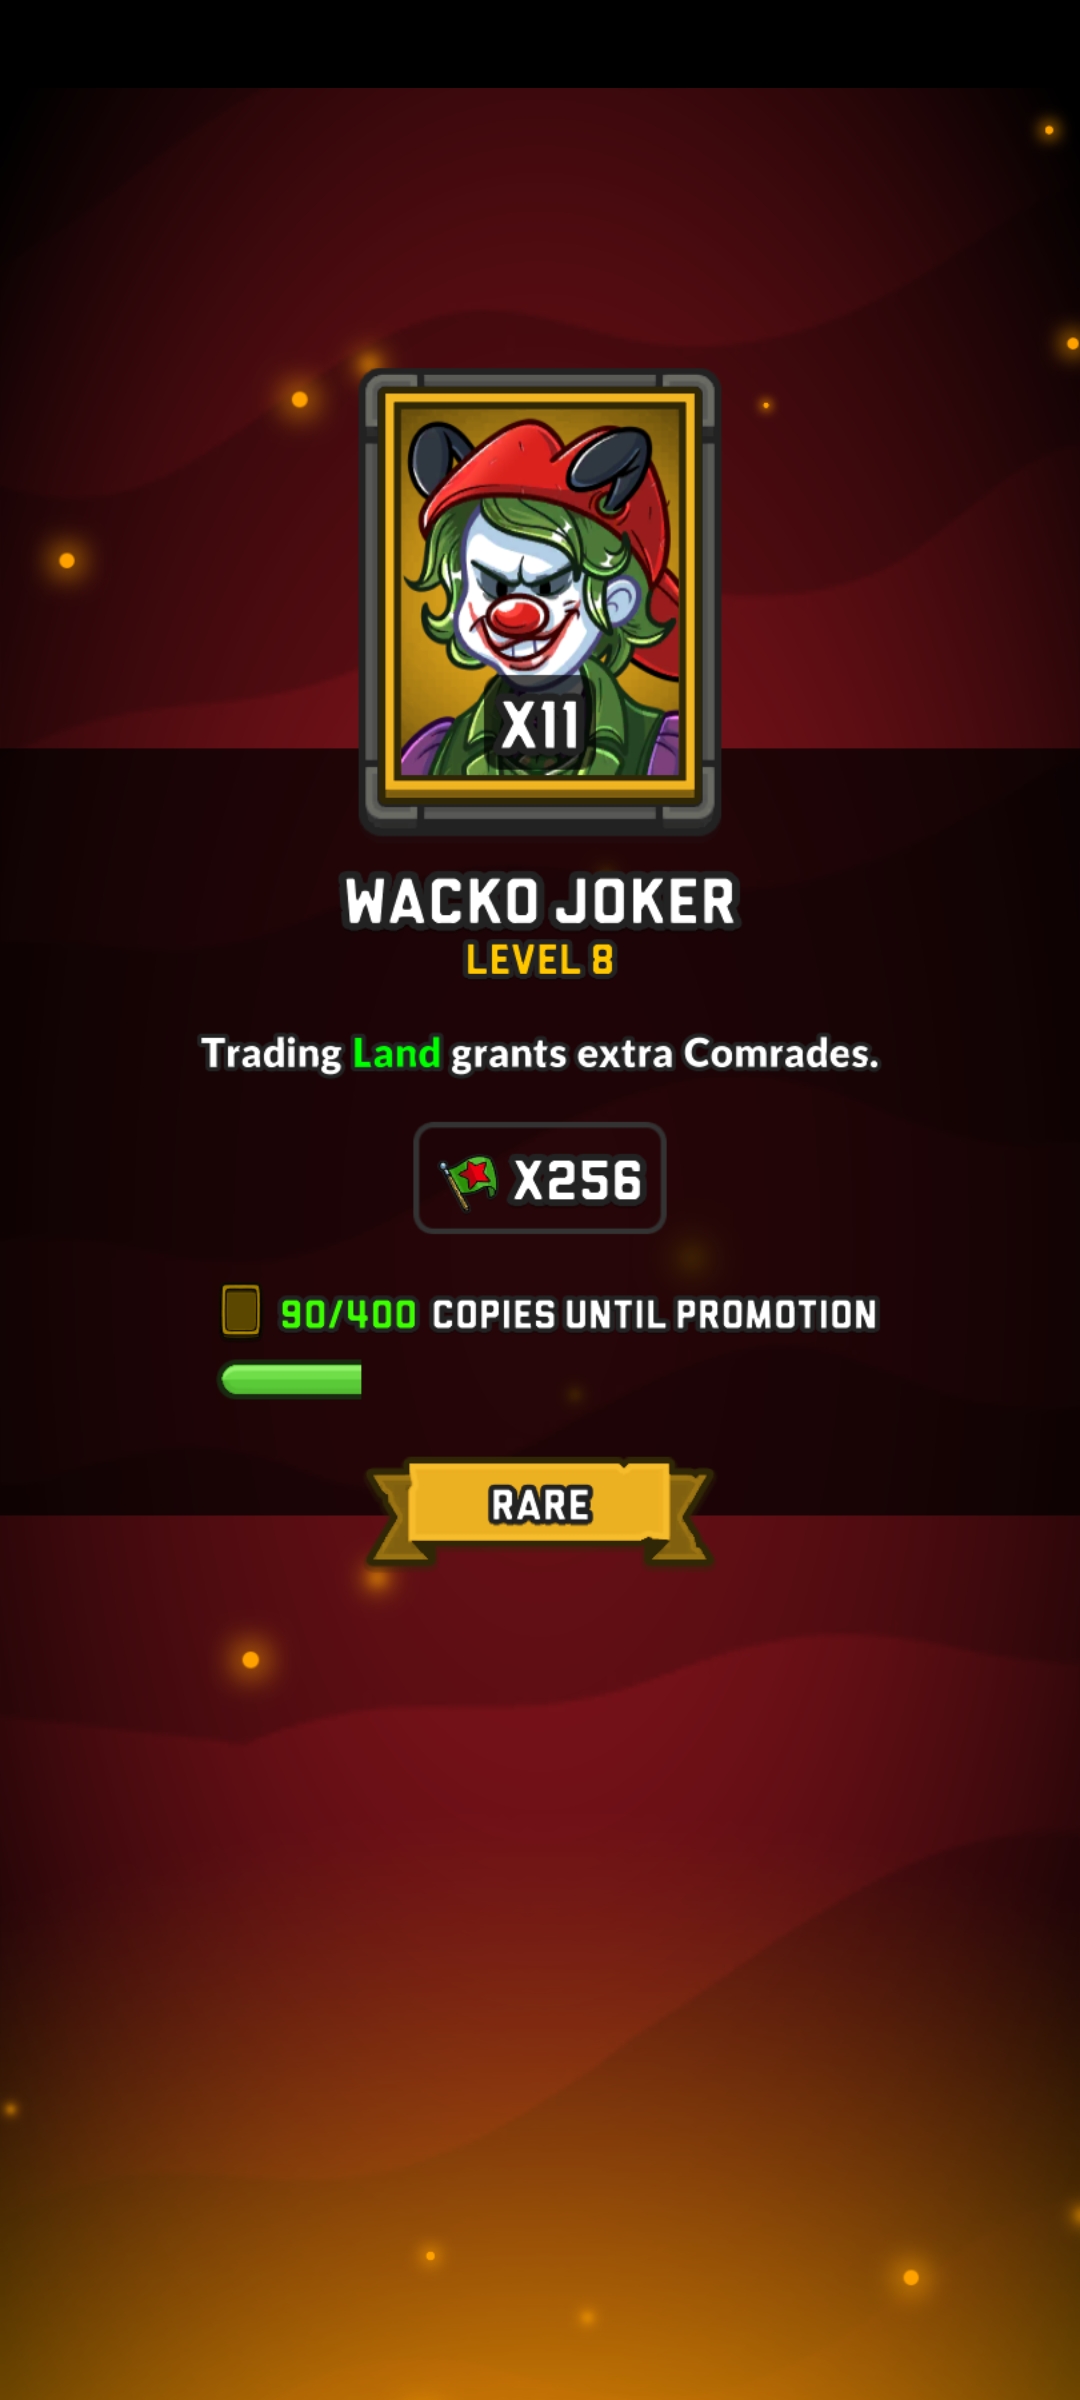 X11
WACKO JOKER
LEVEL 8
Trading Land grants extra Comrades.
X256
90/400 COPIES UNTIL PROMOTION
RARE